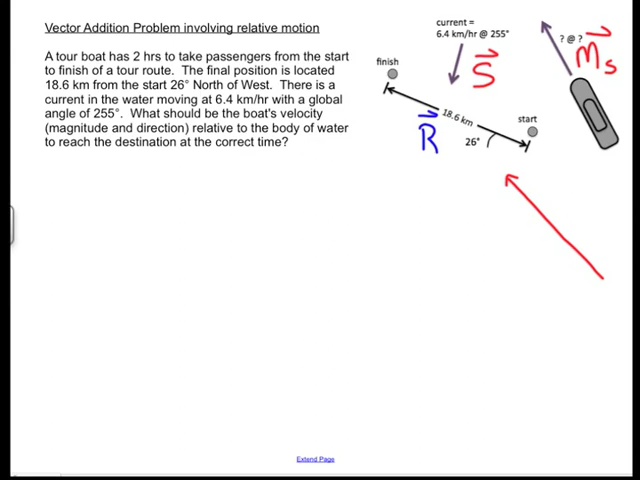 Vector Addition Problem involving relative motion
A tour boat has 2 hrs to take passengers from the start
to finish of a tour route. The final position is located
18.6 km from the start 26° North of West. There is a
current in the water moving at 6.4 km/hr with a global
angle of 255°. What should be the boat's velocity
(magnitude and direction) relative to the body of water
to reach the destination at the correct time?
current =
6.4 km/hr @ 255°
? @ ?
M⃗s
S⃗
finish
18.6 km
start
R⃗
26°
Extend Page